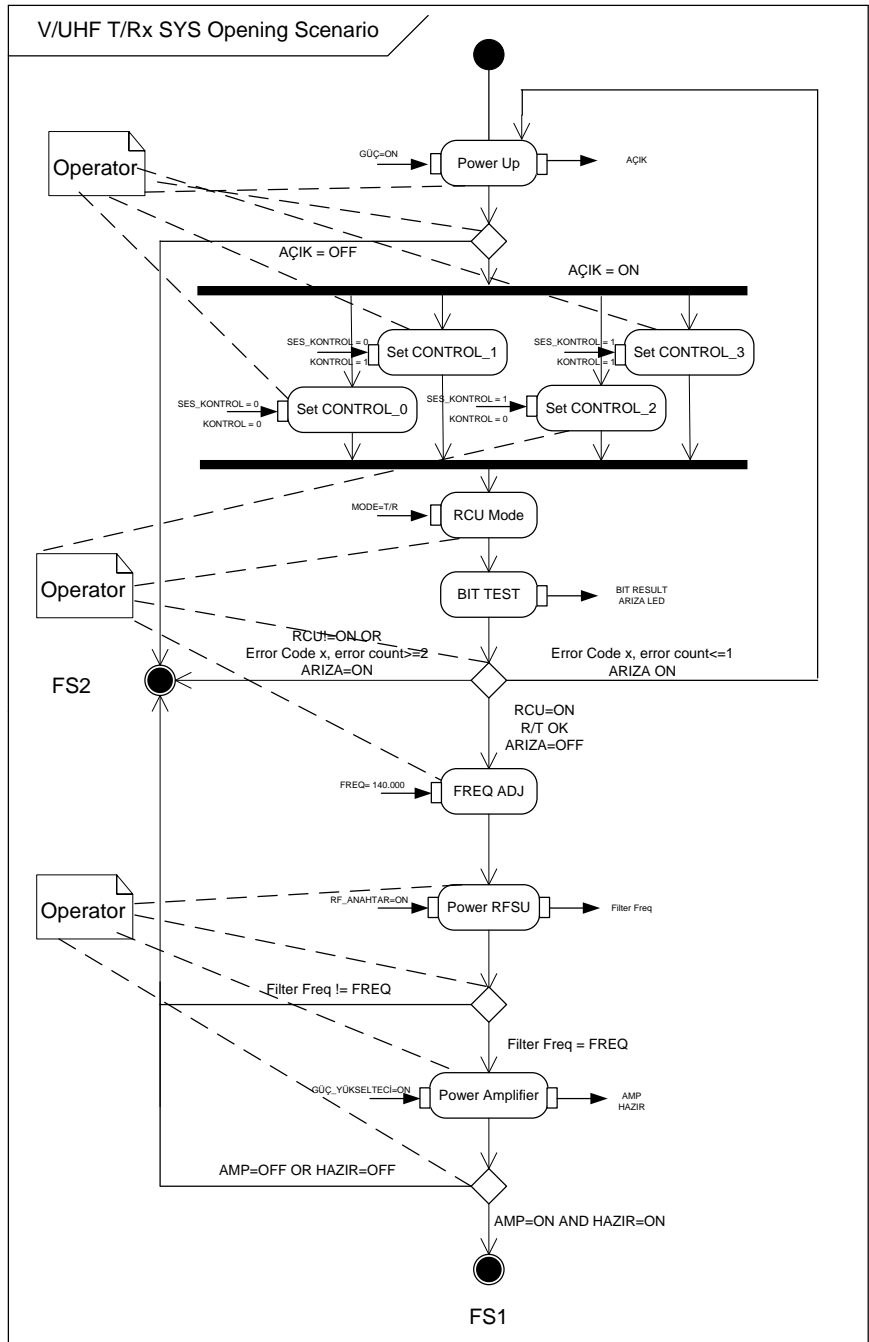 V/UHF T/Rx SYS Opening Scenario
Operator
GÜÇ=ON
Power Up
AÇIK
AÇIK = OFF
AÇIK = ON
SES_KONTROL = 0
KONTROL = 1
Set CONTROL_1
SES_KONTROL = 1
KONTROL = 1
Set CONTROL_3
SES_KONTROL = 0
KONTROL = 0
Set CONTROL_0
SES_KONTROL = 1
KONTROL = 0
Set CONTROL_2
MODE=T/R
RCU Mode
Operator
BIT TEST
BIT RESULT
ARIZA LED
RCU!=ON OR
Error Code x, error count>=2
ARIZA=ON
Error Code x, error count<=1
ARIZA ON
FS2
RCU=ON
R/T OK
ARIZA=OFF
FREQ= 140.000
FREQ ADJ
Operator
RF_ANAHTAR=ON
Power RFSU
Filter Freq
Filter Freq != FREQ
Filter Freq = FREQ
GÜÇ_YÜKSELTECİ=ON
Power Amplifier
AMP
HAZIR
AMP=OFF OR HAZIR=OFF
AMP=ON AND HAZIR=ON
FS1